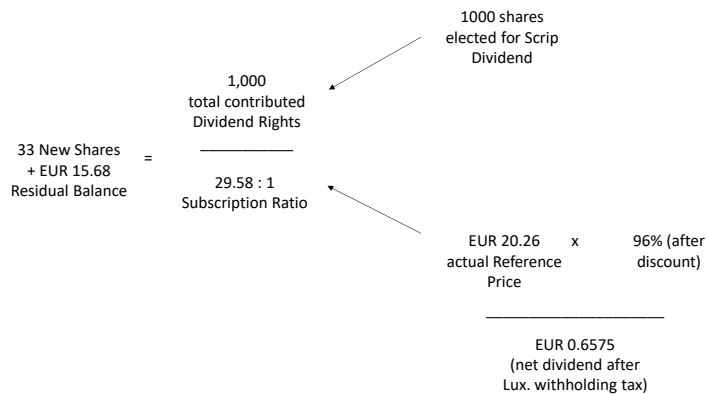 1000 shares
elected for Scrip
Dividend
1,000
total contributed
Dividend Rights
33 New Shares
+ EUR 15.68
Residual Balance
=
29.58 : 1
Subscription Ratio
EUR 20.26 x 96% (after
actual Reference discount)
Price
EUR 0.6575
(net dividend after
Lux. withholding tax)